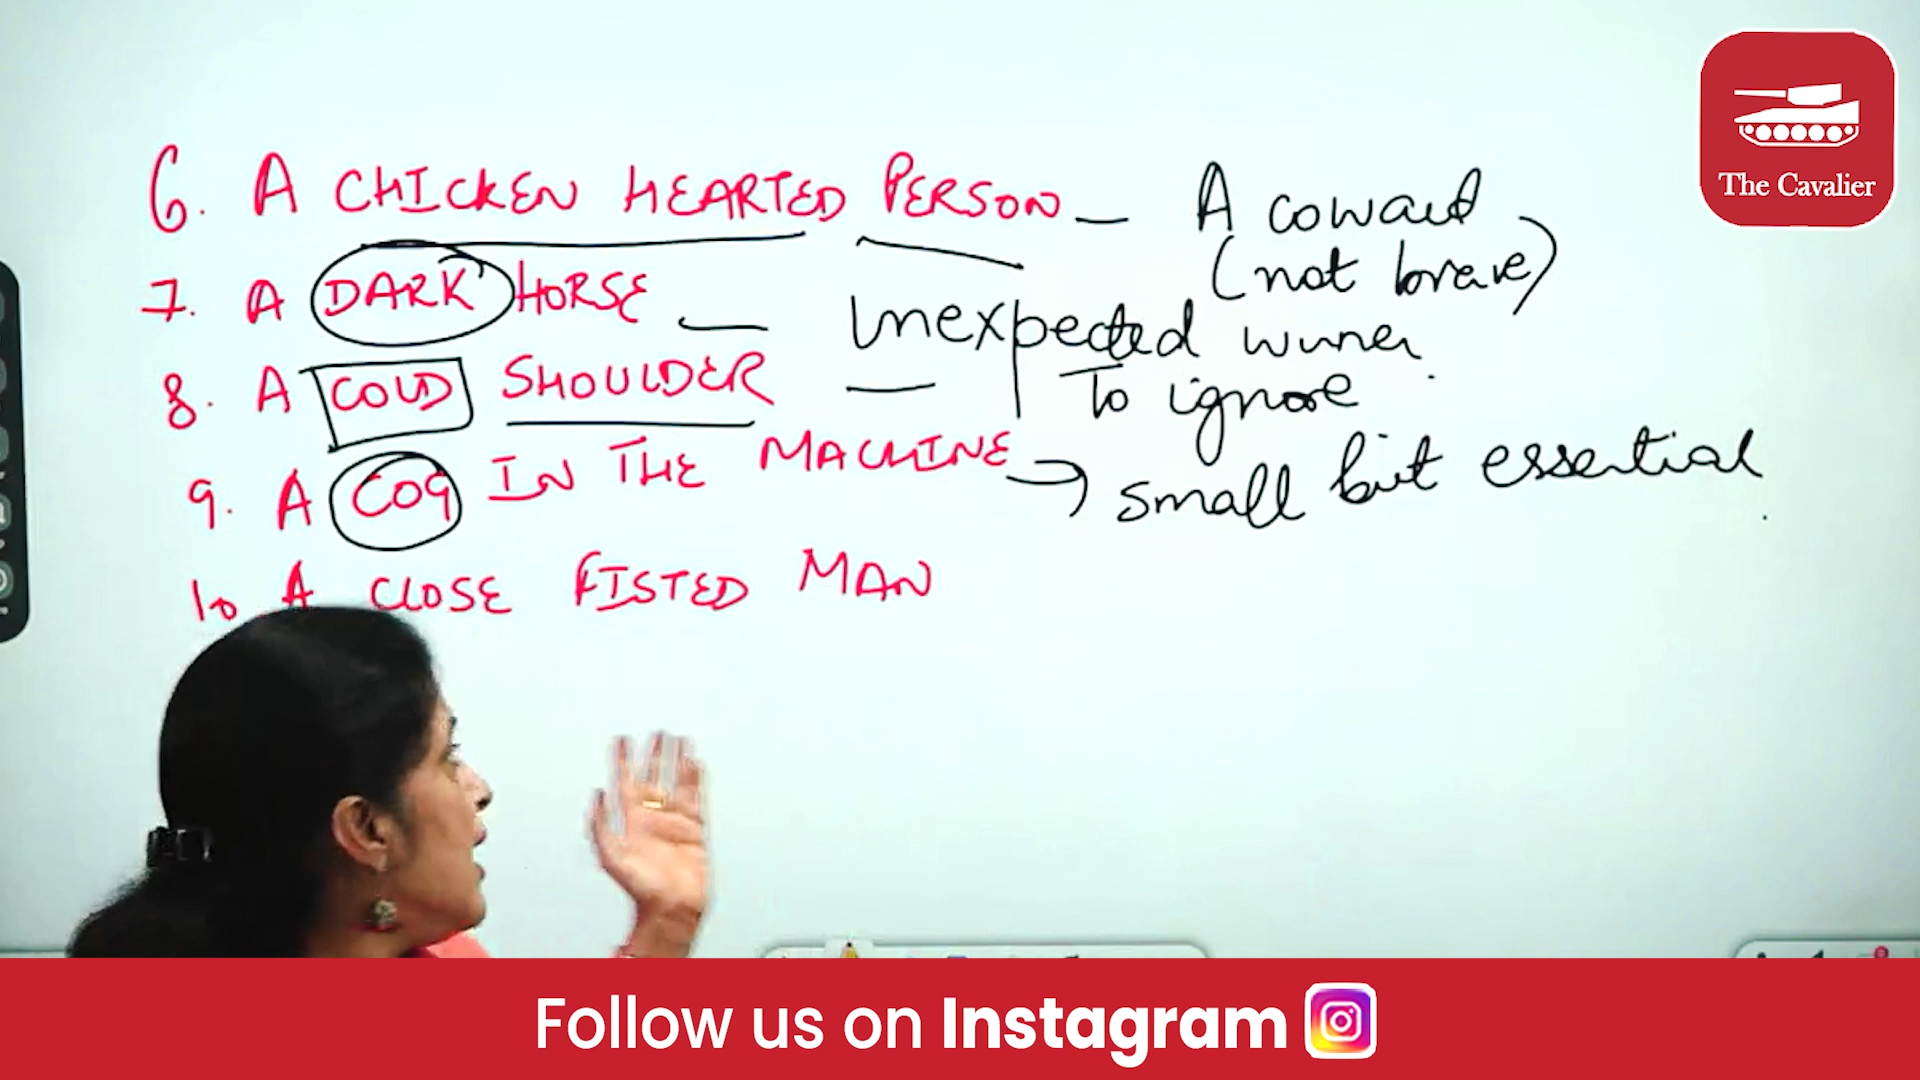 The Cavalier
6. A CHICKEN HEARTED PERSON — A coward
(not brave)
7. A DARK HORSE — Unexpected winner
8. A COLD SHOULDER — To ignore
9. A COG IN THE MACHINE → small but essential
10 A CLOSE FISTED MAN
Follow us on Instagram